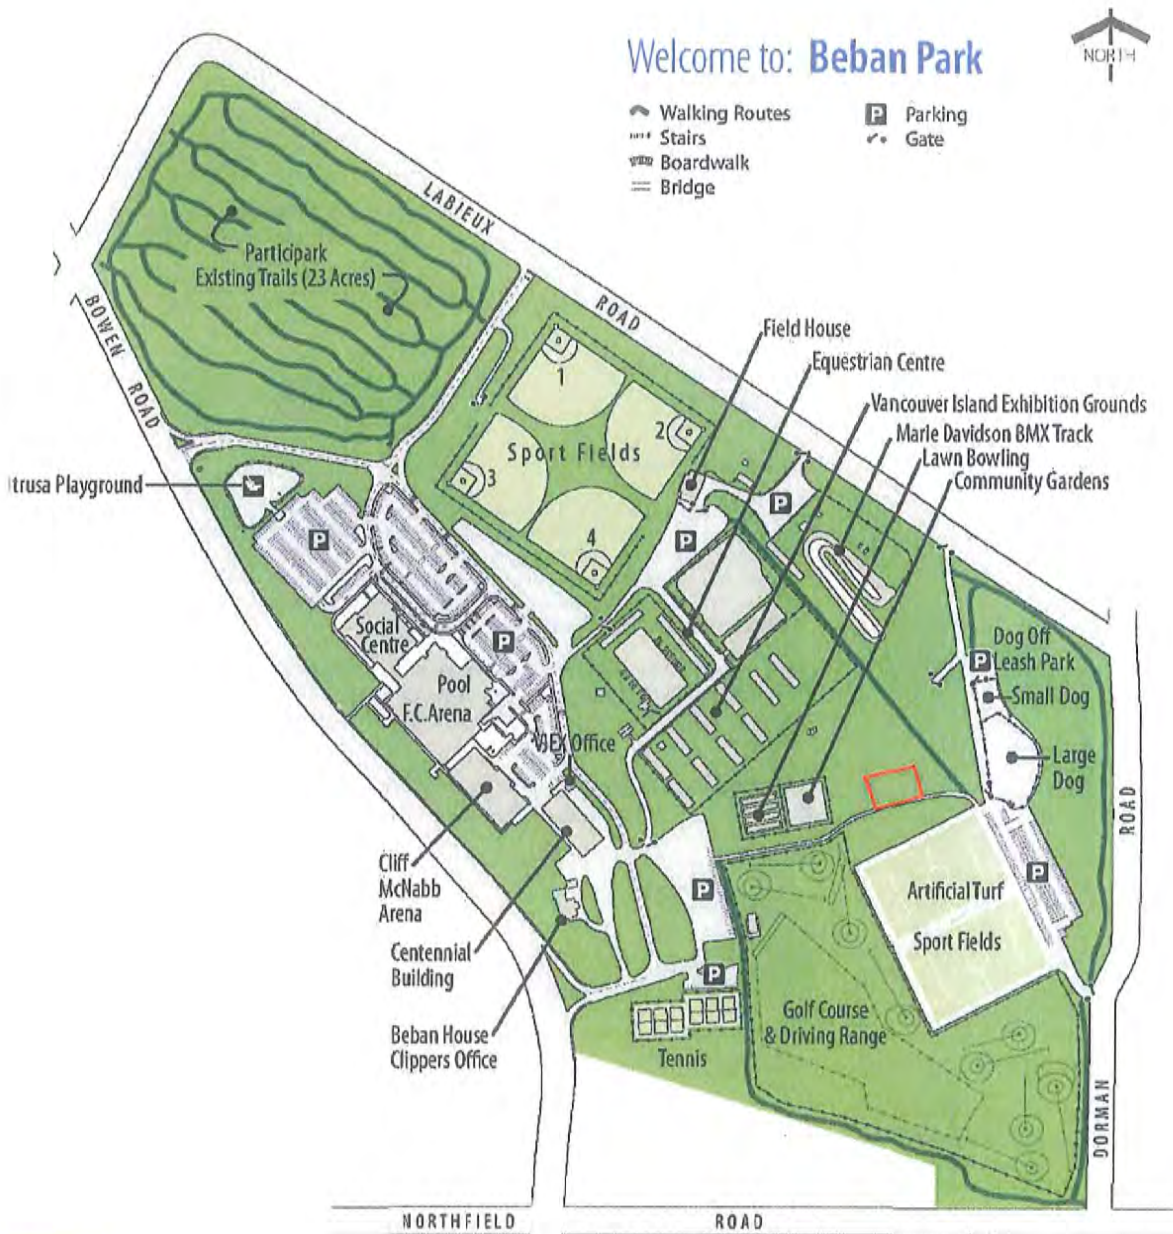 Welcome to: Beban Park
NORTH
Walking Routes
Stairs
Boardwalk
Bridge
P Parking
Gate
LABIEUX
ROAD
Participark
Existing Trails (23 Acres)
BOWEN
ROAD
Field House
Equestrian Centre
Vancouver Island Exhibition Grounds
Marie Davidson BMX Track
Lawn Bowling
Community Gardens
1
2
Sport Fields
3
4
trusa Playground
P
P
P
P
Social
Centre
P
Pool
F.C. Arena
VIEX Office
Dog Off
P Leash Park
Small Dog
Large
Dog
ROAD
Cliff
McNabb
Arena
Centennial
Building
Beban House
Clippers Office
P
P
P
Artificial Turf
Sport Fields
Golf Course
& Driving Range
Tennis
DORMAN
NORTHFIELD
ROAD